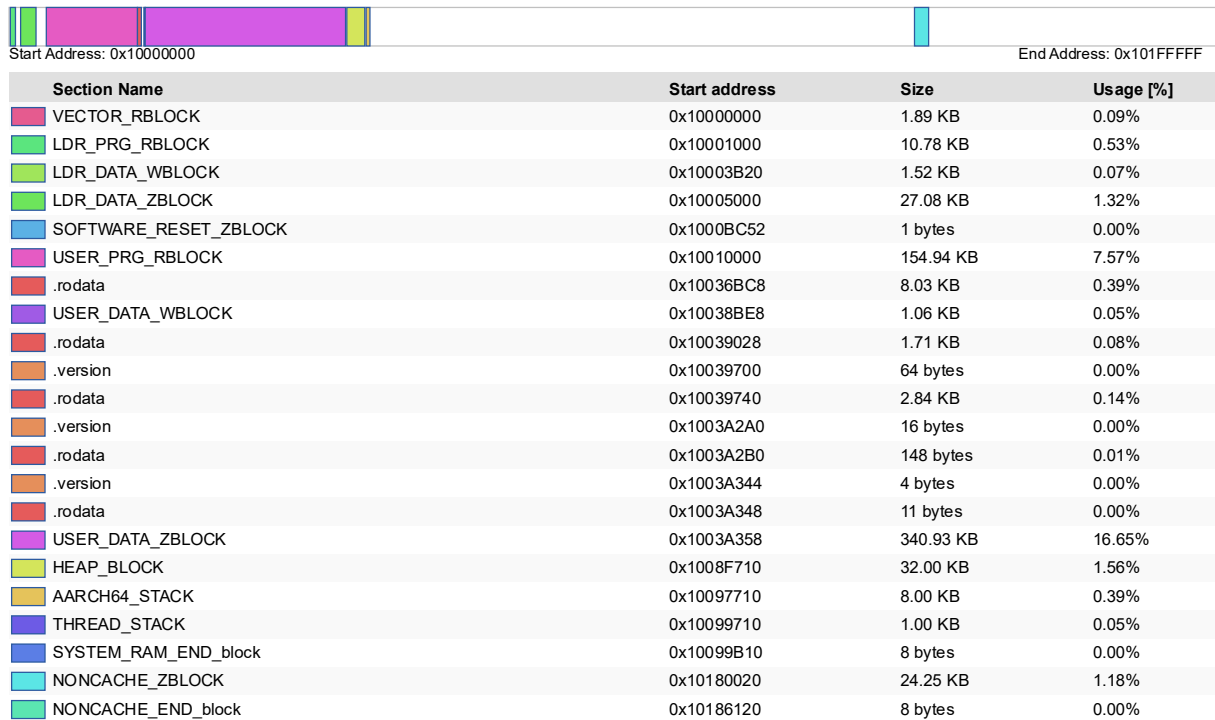 Start Address: 0x10000000 End Address: 0x101FFFFF
Section Name Start address Size Usage [%]
VECTOR_RBLOCK 0x10000000 1.89 KB 0.09%
LDR_PRG_RBLOCK 0x10001000 10.78 KB 0.53%
LDR_DATA_WBLOCK 0x10003B20 1.52 KB 0.07%
LDR_DATA_ZBLOCK 0x10005000 27.08 KB 1.32%
SOFTWARE_RESET_ZBLOCK 0x1000BC52 1 bytes 0.00%
USER_PRG_RBLOCK 0x10010000 154.94 KB 7.57%
.rodata 0x10036BC8 8.03 KB 0.39%
USER_DATA_WBLOCK 0x10038BE8 1.06 KB 0.05%
.rodata 0x10039028 1.71 KB 0.08%
.version 0x10039700 64 bytes 0.00%
.rodata 0x10039740 2.84 KB 0.14%
.version 0x1003A2A0 16 bytes 0.00%
.rodata 0x1003A2B0 148 bytes 0.01%
.version 0x1003A344 4 bytes 0.00%
.rodata 0x1003A348 11 bytes 0.00%
USER_DATA_ZBLOCK 0x1003A358 340.93 KB 16.65%
HEAP_BLOCK 0x1008F710 32.00 KB 1.56%
AARCH64_STACK 0x10097710 8.00 KB 0.39%
THREAD_STACK 0x10099710 1.00 KB 0.05%
SYSTEM_RAM_END_block 0x10099B10 8 bytes 0.00%
NONCACHE_ZBLOCK 0x10180020 24.25 KB 1.18%
NONCACHE_END_block 0x10186120 8 bytes 0.00%